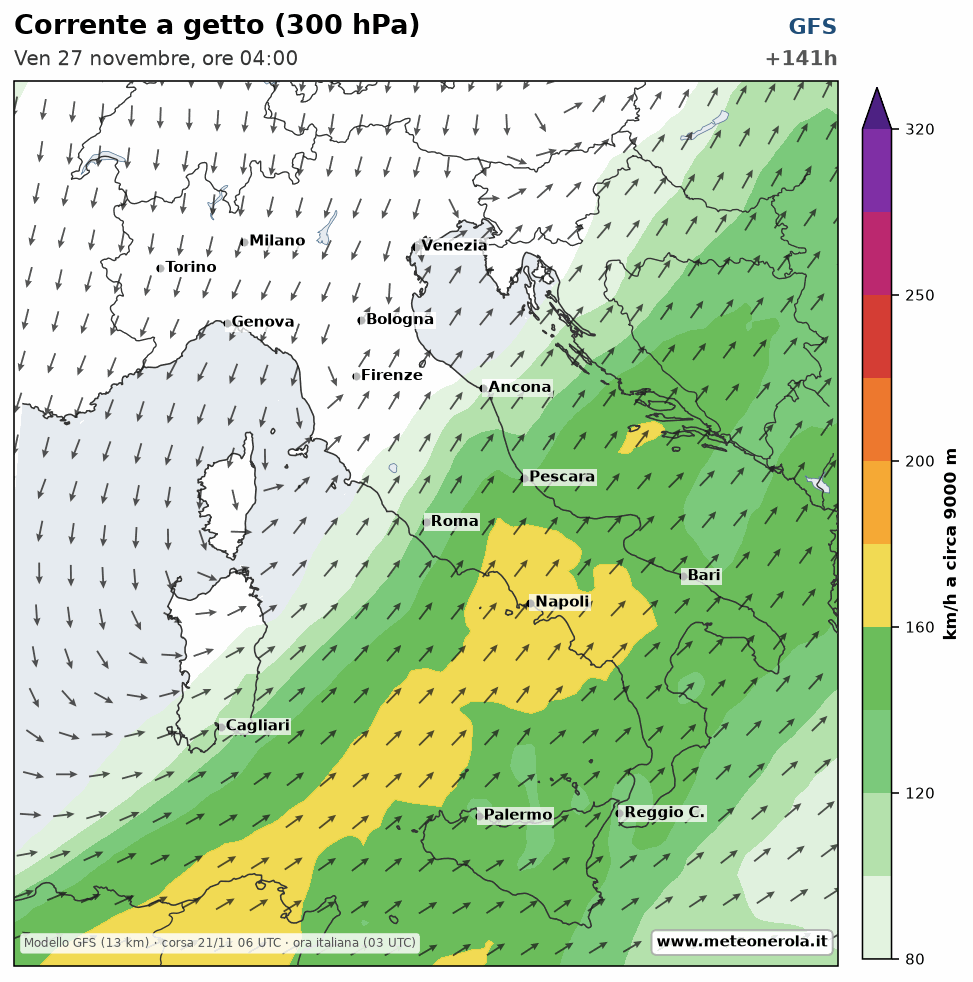 Corrente a getto (300 hPa)
GFS
Ven 27 novembre, ore 04:00
+141h
320
250
200
160
120
80
km/h a circa 9000 m
Milano
Venezia
Torino
Genova
Bologna
Firenze
Ancona
Pescara
Roma
Bari
Napoli
Cagliari
Palermo
Reggio C.
Modello GFS (13 km) · corsa 21/11 06 UTC · ora italiana (03 UTC)
www.meteonerola.it